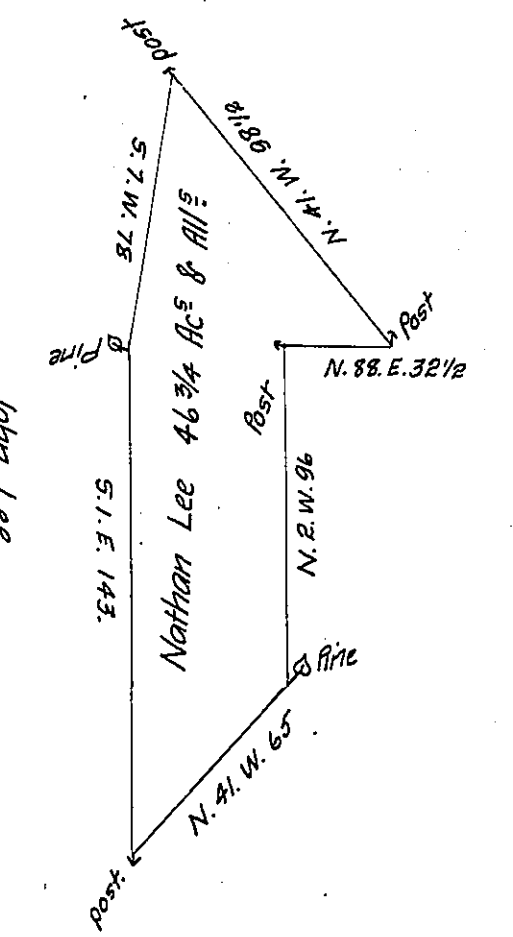 post
N. 41. W. 98 1/2
S. 7. W. 78
Post
N. 88. E. 32 1/2
Pine
Post
Nathan Lee 46 3/4 Acs & Alls
N. 2. W. 96
S. 1. E. 143.
Pine
N. 41. W. 65
post.
John Lee